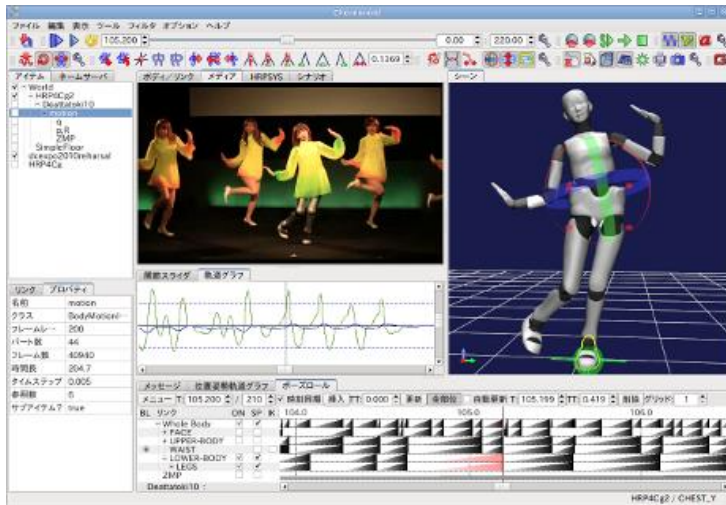 Choreonoid
ファイル 編集 表示 ツール フィルタ オプション ヘルプ
105.200 0.00 : 220.00
0.1369
アイテム ネームサーバ
World
HRP4Cg2
Deattatoki10
motion
q
p,R
ZMP
SimpleFloor
dcexpo2010reharsal
HRP4Cg
ボディ/リンク メディア HRPSYS シナリオ
シーン
関節スライダ 軌道グラフ
リンク プロパティ
名前 motion
クラス BodyMotionI…
フレームレ… 200
パート数 44
フレーム数 40940
時間長 204.7
タイムステップ 0.005
参照数 6
サブアイテム? true
メッセージ 位置姿勢軌道グラフ ポーズロール
メニュー T: 105.200 / 210 時刻同期 挿入 TT: 0.000 更新 全部位 自動更新 T: 105.199 TT: 0.419 削除 グリッド: 1
BL リンク ON SP IK 104.0 105.0 106.0
Whole Body
+ FACE
+ UPPER-BODY
WAIST
LOWER-BODY
+ LEGS
ZMP
Deattatoki10 :
HRP4Cg2 / CHEST_Y